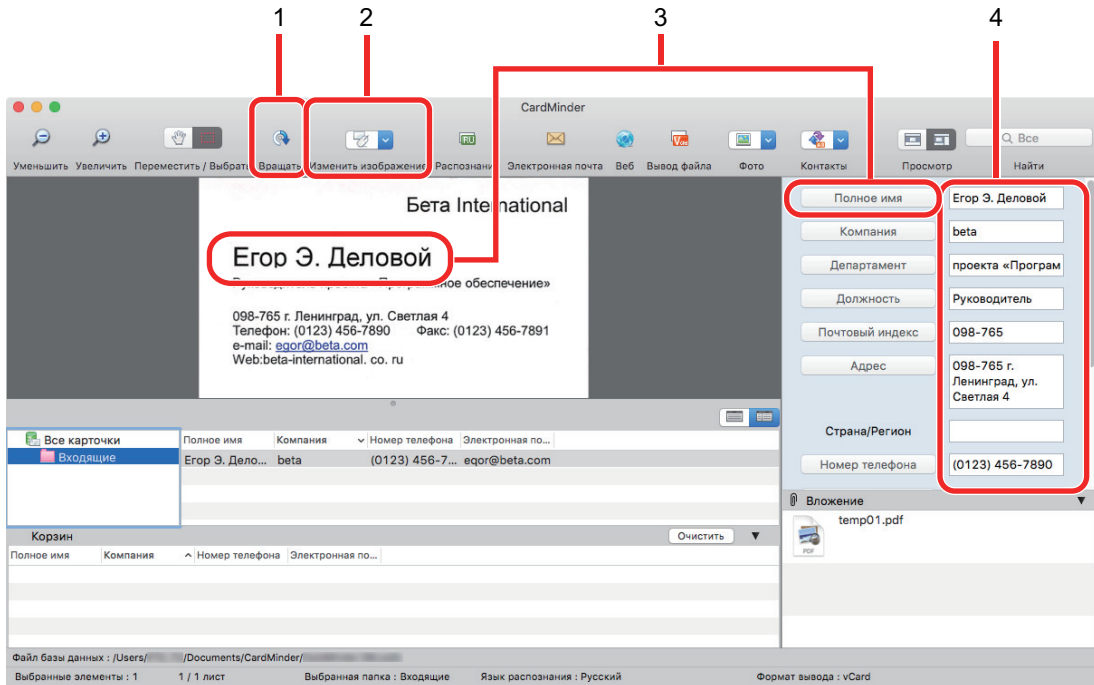 1 2 3 4
CardMinder
RU
VCARD
Все
Уменьшить Увеличить Переместить / Выбрать Вращать Изменить изображение Распознани Электронная почта Веб Вывод файла Фото Контакты Просмотр Найти
Бета International
Егор Э. Деловой
обеспечение»
098-765 г. Ленинград, ул. Светлая 4
Телефон: (0123) 456-7890 Факс: (0123) 456-7891
e-mail: egor@beta.com
Web:beta-international. co. ru
Полное имя Егор Э. Деловой
Компания beta
Департамент проекта «Програм
Должность Руководитель
Почтовый индекс 098-765
Адрес 098-765 г.
Ленинград, ул.
Светлая 4
Страна/Регион
Номер телефона (0123) 456-7890
Все карточки
Входящие
Полное имя Компания Номер телефона Электронная по...
Егор Э. Дело... beta (0123) 456-7... eqor@beta.com
Вложение
temp01.pdf
PDF
Корзин Очистить
Полное имя Компания Номер телефона Электронная по...
Файл базы данных : /Users/ /Documents/CardMinder/
Выбранные элементы : 1 1 / 1 лист Выбранная папка : Входящие Язык распознания : Русский Формат вывода : vCard